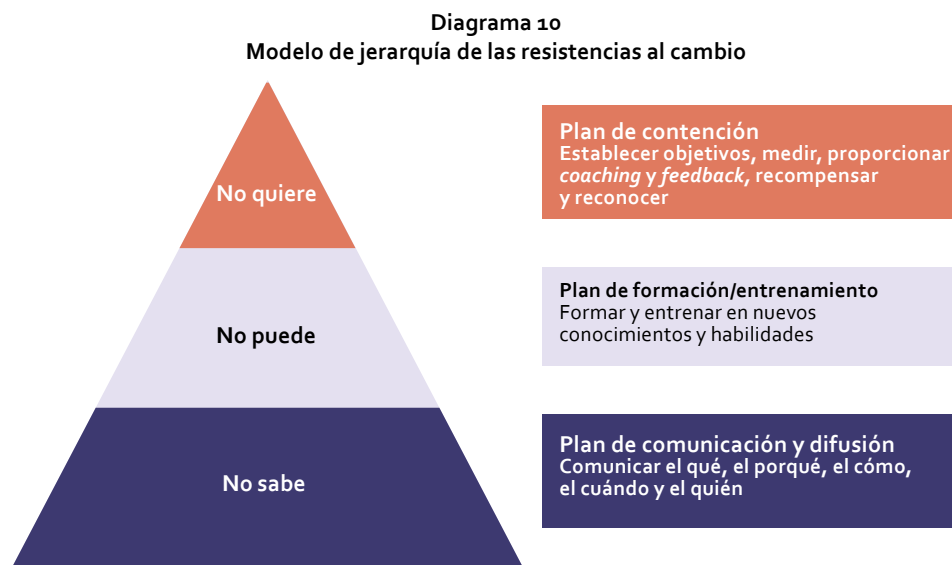 Diagrama 10
Modelo de jerarquía de las resistencias al cambio
No quiere
Plan de contención
Establecer objetivos, medir, proporcionar
coaching y feedback, recompensar
y reconocer
No puede
Plan de formación/entrenamiento
Formar y entrenar en nuevos
conocimientos y habilidades
No sabe
Plan de comunicación y difusión
Comunicar el qué, el porqué, el cómo,
el cuándo y el quién